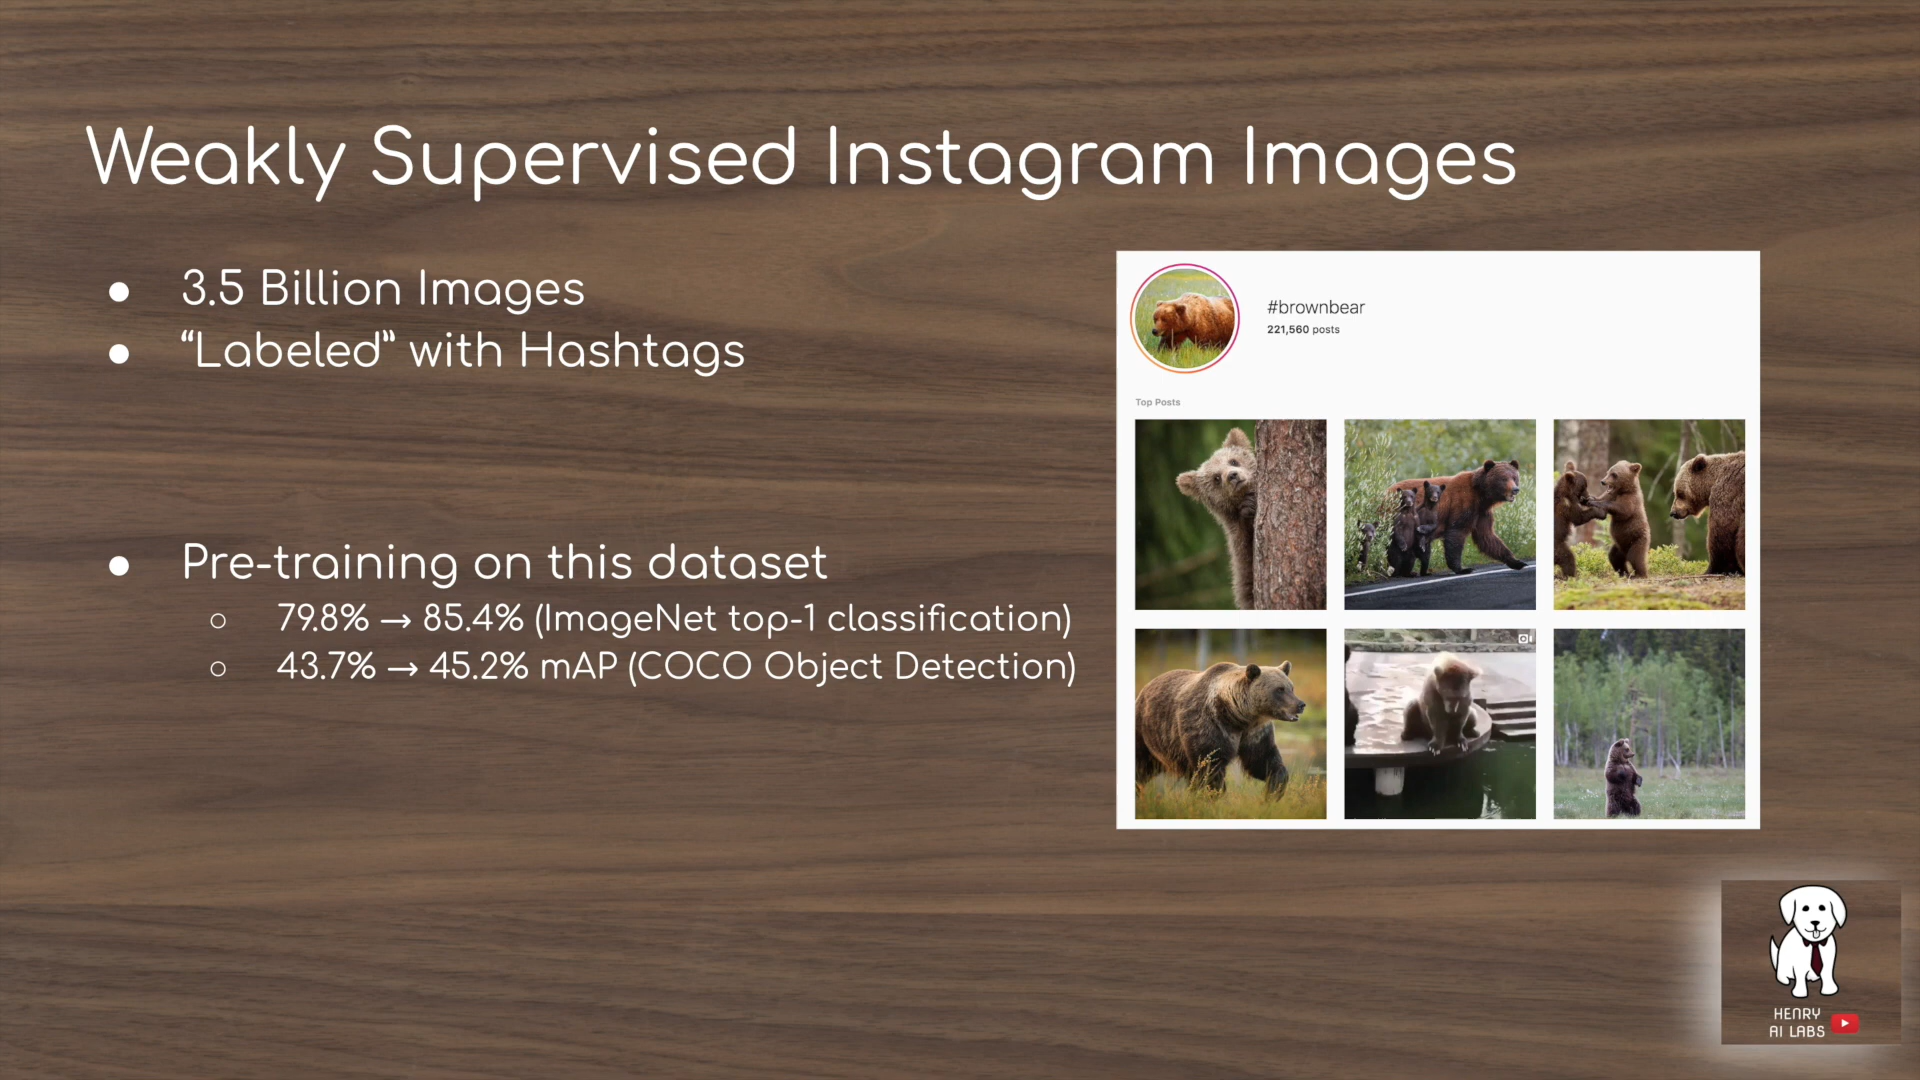 Weakly Supervised Instagram Images
● 3.5 Billion Images
● “Labeled” with Hashtags
● Pre-training on this dataset
○ 79.8% → 85.4% (ImageNet top-1 classification)
○ 43.7% → 45.2% mAP (COCO Object Detection)
#brownbear
221,560 posts
Top Posts
HENRY
AI LABS